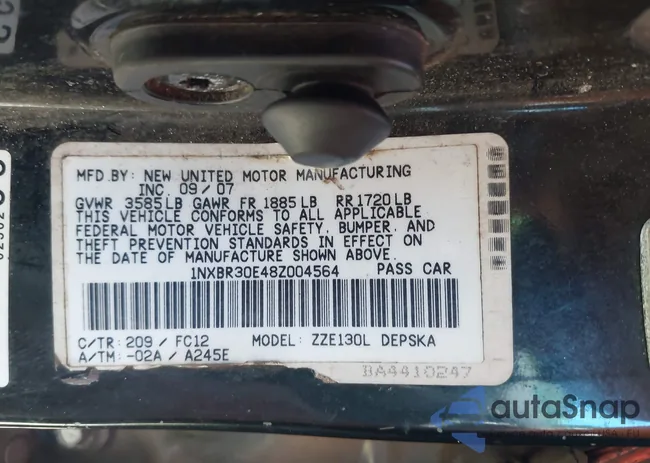 MFD.BY: NEW UNITED MOTOR MANUFACTURING
INC. 09/07
GVWR 3585LB GAWR FR 1885LB RR1720LB
THIS VEHICLE CONFORMS TO ALL APPLICABLE
FEDERAL MOTOR VEHICLE SAFETY, BUMPER, AND
THEFT PREVENTION STANDARDS IN EFFECT ON
THE DATE OF MANUFACTURE SHOWN ABOVE.
1NXBR30E48Z004564 PASS CAR
C/TR: 209 / FC12 MODEL: ZZE130L DEPSKA
A/TM: -02A / A245E
BA4410247
autaSnap